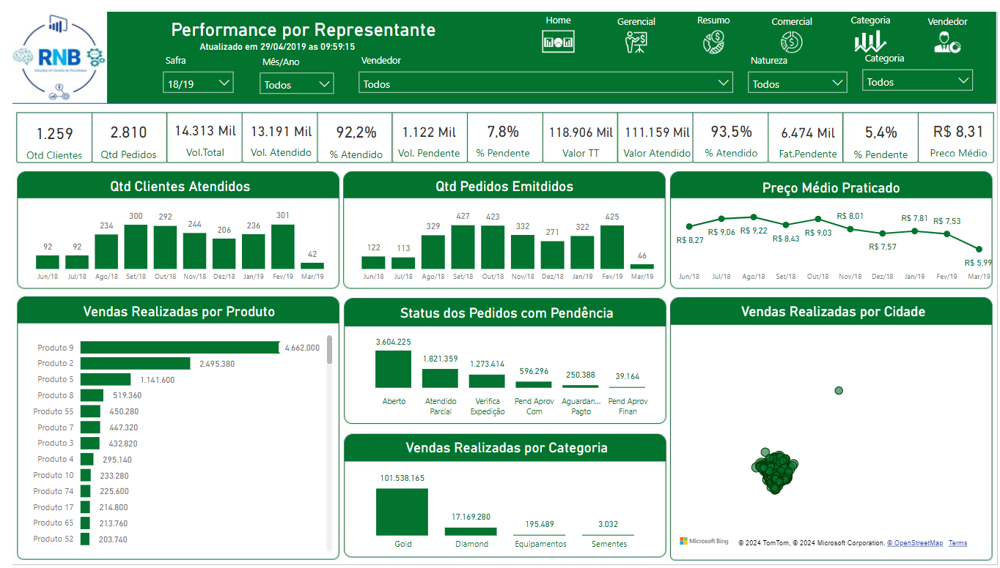 RNB
Soluções em Gestão de Resultados
Performance por Representante
Atualizado em 29/04/2019 as 09:59:15
Home
Gerencial
Resumo
Comercial
Categoria
Vendedor
Safra
18/19
Mês/Ano
Todos
Vendedor
Todos
Natureza
Todos
Categoria
Todos
1.259
Qtd Clientes
2.810
Qtd Pedidos
14.313 Mil
Vol.Total
13.191 Mil
Vol. Atendido
92,2%
% Atendido
1.122 Mil
Vol. Pendente
7,8%
% Pendente
118.906 Mil
Valor TT
111.159 Mil
Valor Atendido
93,5%
% Atendido
6.474 Mil
Fat.Pendente
5,4%
% Pendente
R$ 8,31
Preco Médio
Qtd Clientes Atendidos
92 92 234 300 292 244 206 236 301 42
Jun/18 Jul/18 Ago/18 Set/18 Out/18 Nov/18 Dez/18 Jan/19 Fev/19 Mar/19
Qtd Pedidos Emitdidos
122 113 329 427 423 332 271 322 425 46
Jun/18 Jul/18 Ago/18 Set/18 Out/18 Nov/18 Dez/18 Jan/19 Fev/19 Mar/19
Preço Médio Praticado
R$ 8,27 R$ 9,06 R$ 9,22 R$ 8,43 R$ 9,03 R$ 8,01 R$ 7,57 R$ 7,81 R$ 7,53 R$ 5,99
Jun/18 Jul/18 Ago/18 Set/18 Out/18 Nov/18 Dez/18 Jan/19 Fev/19 Mar/19
Vendas Realizadas por Produto
Produto 9 4.662.000
Produto 2 2.495.380
Produto 5 1.141.600
Produto 8 519.360
Produto 55 450.280
Produto 7 447.320
Produto 3 432.820
Produto 4 295.140
Produto 10 233.280
Produto 74 225.600
Produto 17 214.800
Produto 65 213.760
Produto 52 203.740
Status dos Pedidos com Pendência
3.604.225 1.821.359 1.273.414 596.296 250.388 39.164
Aberto Atendido Verifica Pend Aprov Aguardan... Pend Aprov
Parcial Expedição Com Pagto Finan
Vendas Realizadas por Categoria
101.538.165 17.169.280 195.489 3.032
Gold Diamond Equipamentos Sementes
Vendas Realizadas por Cidade
Microsoft Bing
© 2024 TomTom, © 2024 Microsoft Corporation, © OpenStreetMap Terms